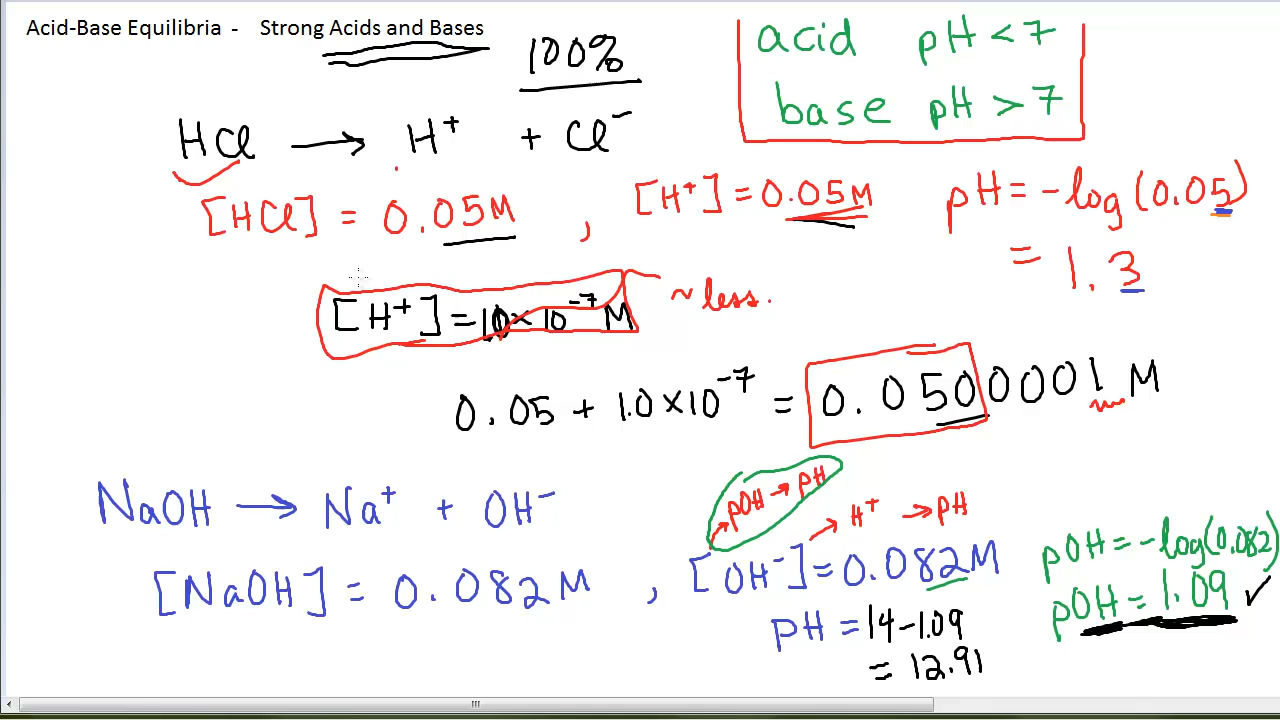 Acid-Base Equilibria - Strong Acids and Bases
100%
acid pH < 7
base pH > 7
HCl → H⁺ + Cl⁻
[HCl] = 0.05M , [H⁺] = 0.05M
pH = -log(0.05)
= 1.3
[H⁺] = 10 × 10⁻⁷ M
~ less.
0.05 + 1.0 × 10⁻⁷ = 0.0500001 M
NaOH → Na⁺ + OH⁻
→ pOH → pH
→ H⁺ → pH
[NaOH] = 0.082M , [OH⁻] = 0.082M
pOH = -log(0.082)
pOH = 1.09 ✓
pH = 14 - 1.09
= 12.91